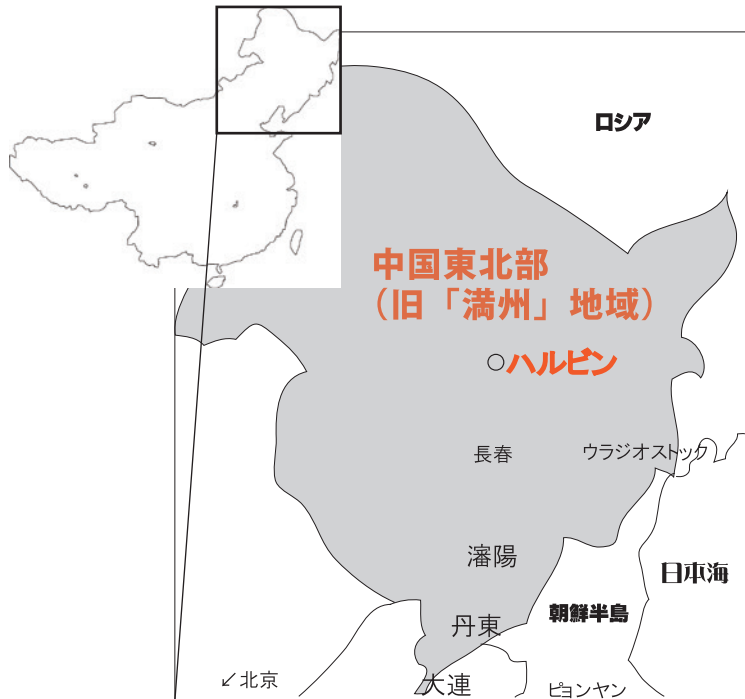 ロシア
中国東北部
（旧「満州」地域）
ハルビン
長春
ウラジオストック
瀋陽
日本海
朝鮮半島
丹東
↙北京
大連
ピョンヤン